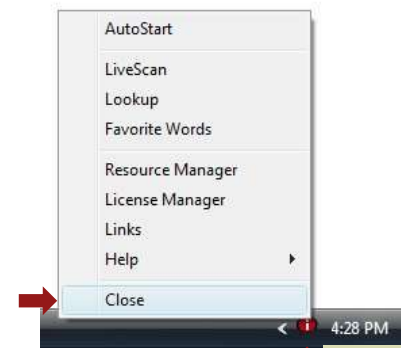 AutoStart
LiveScan
Lookup
Favorite Words
Resource Manager
License Manager
Links
Help
Close
4:28 PM